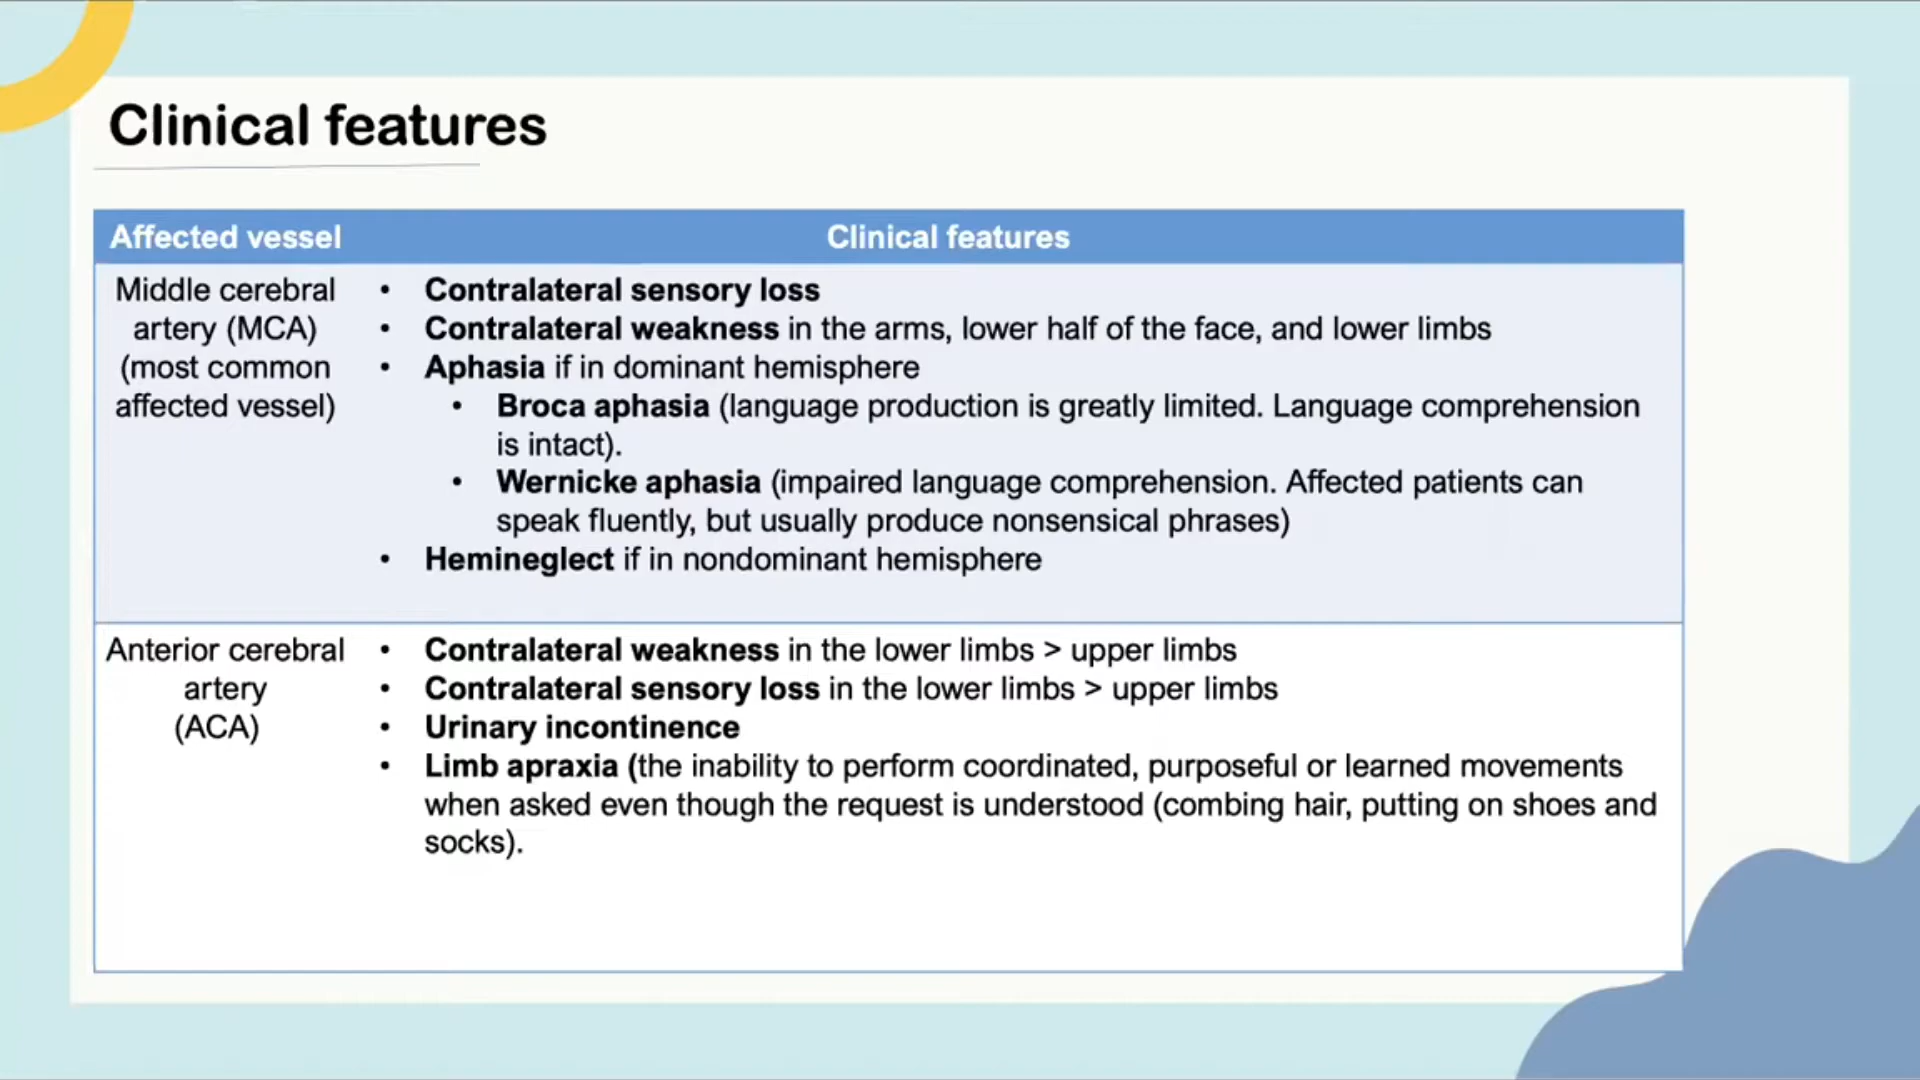 Clinical features
Affected vessel
Clinical features
Middle cerebral
artery (MCA)
(most common
affected vessel)
• Contralateral sensory loss
• Contralateral weakness in the arms, lower half of the face, and lower limbs
• Aphasia if in dominant hemisphere
• Broca aphasia (language production is greatly limited. Language comprehension
is intact).
• Wernicke aphasia (impaired language comprehension. Affected patients can
speak fluently, but usually produce nonsensical phrases)
• Hemineglect if in nondominant hemisphere
Anterior cerebral
artery
(ACA)
• Contralateral weakness in the lower limbs > upper limbs
• Contralateral sensory loss in the lower limbs > upper limbs
• Urinary incontinence
• Limb apraxia (the inability to perform coordinated, purposeful or learned movements
when asked even though the request is understood (combing hair, putting on shoes and
socks).